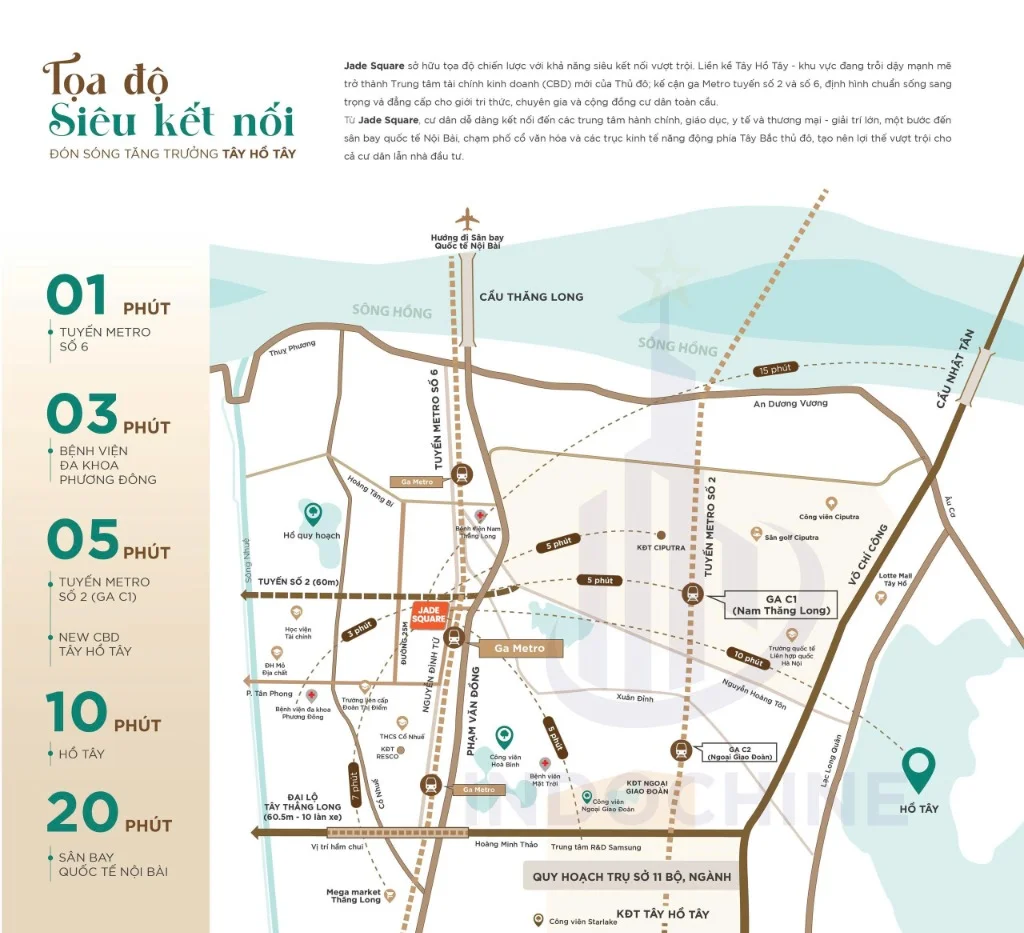 Tọa độ
Siêu kết nối
ĐÓN SÓNG TĂNG TRƯỞNG TÂY HỒ TÂY
Jade Square sở hữu tọa độ chiến lược với khả năng siêu kết nối vượt trội. Liền kề Tây Hồ Tây - khu vực đang trỗi dậy mạnh mẽ
trở thành Trung tâm tài chính kinh doanh (CBD) mới của Thủ đô; kế cận ga Metro tuyến số 2 và số 6, định hình chuẩn sống sang
trọng và đẳng cấp cho giới tri thức, chuyên gia và cộng đồng cư dân toàn cầu.
Từ Jade Square, cư dân dễ dàng kết nối đến các trung tâm hành chính, giáo dục, y tế và thương mại - giải trí lớn, một bước đến
sân bay quốc tế Nội Bài, chạm phố cổ văn hóa và các trục kinh tế năng động phía Tây Bắc thủ đô, tạo nên lợi thế vượt trội cho
cả cư dân lẫn nhà đầu tư.
01 PHÚT
TUYẾN METRO
SỐ 6
03 PHÚT
BỆNH VIỆN
ĐA KHOA
PHƯƠNG ĐÔNG
05 PHÚT
TUYẾN METRO
SỐ 2 (GA C1)
NEW CBD
TÂY HỒ TÂY
10 PHÚT
HỒ TÂY
20 PHÚT
SÂN BAY
QUỐC TẾ NỘI BÀI
Hướng đi Sân bay
Quốc tế Nội Bài
CẦU THĂNG LONG
SÔNG HỒNG
SÔNG HỒNG
Thụy Phương
15 phút
CẦU NHẬT TÂN
An Dương Vương
TUYẾN METRO SỐ 6
Ga Metro
Hoàng Tăng Bí
TUYẾN METRO SỐ 2
Âu Cơ
Công viên Ciputra
Hồ quy hoạch
Bệnh viện Nam
Thăng Long
Sân golf Ciputra
VÕ CHÍ CÔNG
5 phút
KĐT CIPUTRA
Sông Nhuệ
TUYẾN SỐ 2 (60m)
5 phút
Lotte Mall
Tây Hồ
GA C1
(Nam Thăng Long)
JADE
SQUARE
Học viện
Tài chính
3 phút
ĐƯỜNG 25M
NGUYỄN ĐÌNH TỨ
Ga Metro
Trường quốc tế
Liên hợp quốc
Hà Nội
10 phút
ĐH Mỏ
Địa chất
P. Tân Phong
Bệnh viện đa khoa
Phương Đông
Trường liên cấp
Đoàn Thị Điểm
PHẠM VĂN ĐỒNG
Xuân Đỉnh
Nguyễn Hoàng Tôn
THCS Cổ Nhuế
KĐT
RESCO
Công viên
Hoà Bình
5 phút
Bệnh viện
Mặt Trời
GA C2
(Ngoại Giao Đoàn)
Lạc Long Quân
7 phút
Cổ Nhuế
Ga Metro
KĐT NGOẠI
GIAO ĐOÀN
Công viên
Ngoại Giao Đoàn
HỒ TÂY
INDOCHINE
ĐẠI LỘ
TÂY THĂNG LONG
(60.5m - 10 làn xe)
Vị trí hầm chui
Hoàng Minh Thảo
Trung tâm R&D Samsung
QUY HOẠCH TRỤ SỞ 11 BỘ, NGÀNH
Mega market
Thăng Long
Công viên Starlake
KĐT TÂY HỒ TÂY